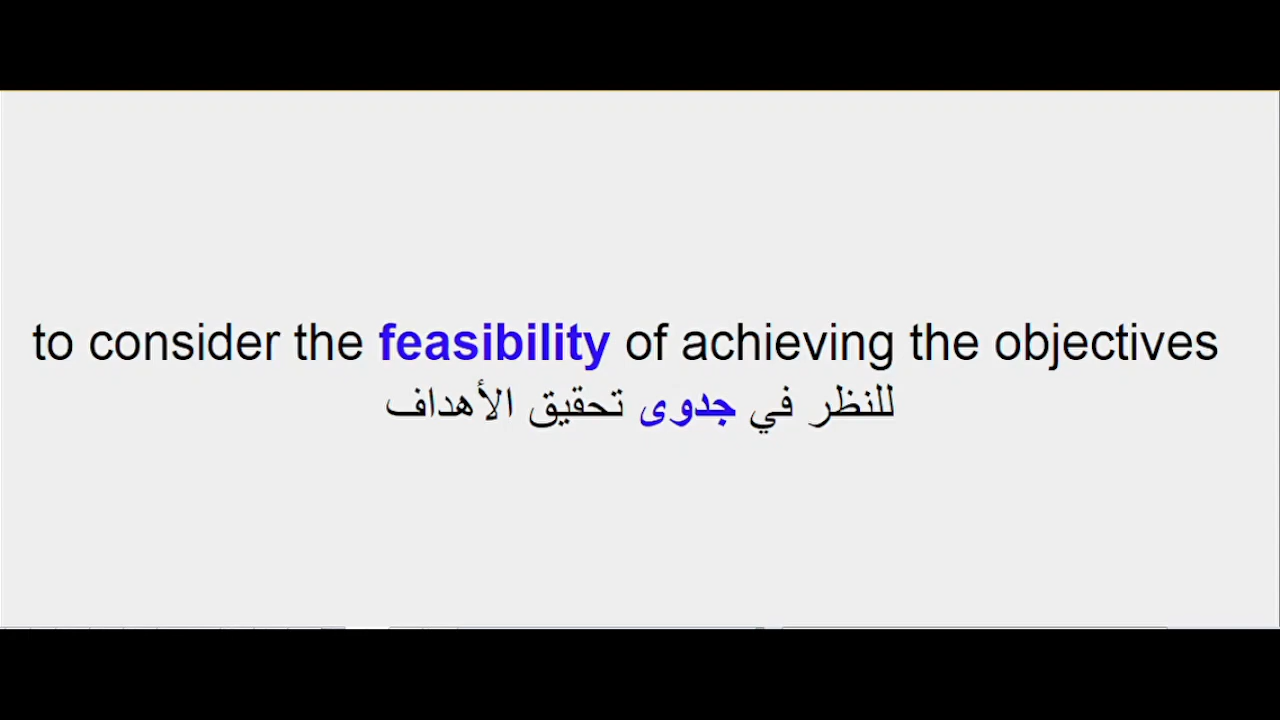 to consider the feasibility of achieving the objectives
للنظر في جدوى تحقيق الأهداف